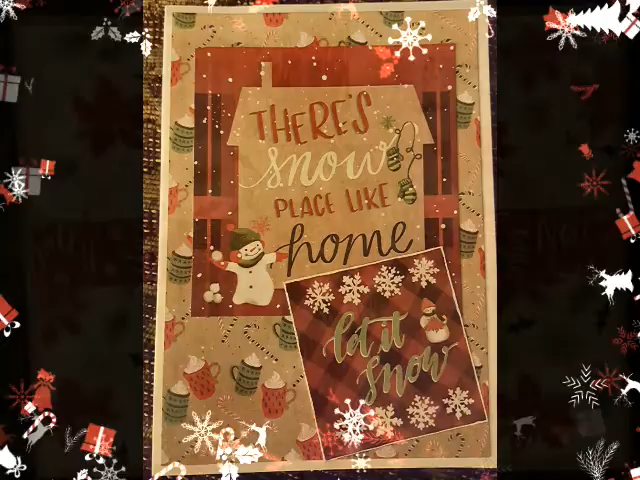 THERE'S
snow
PLACE LIKE
home
let it
snow